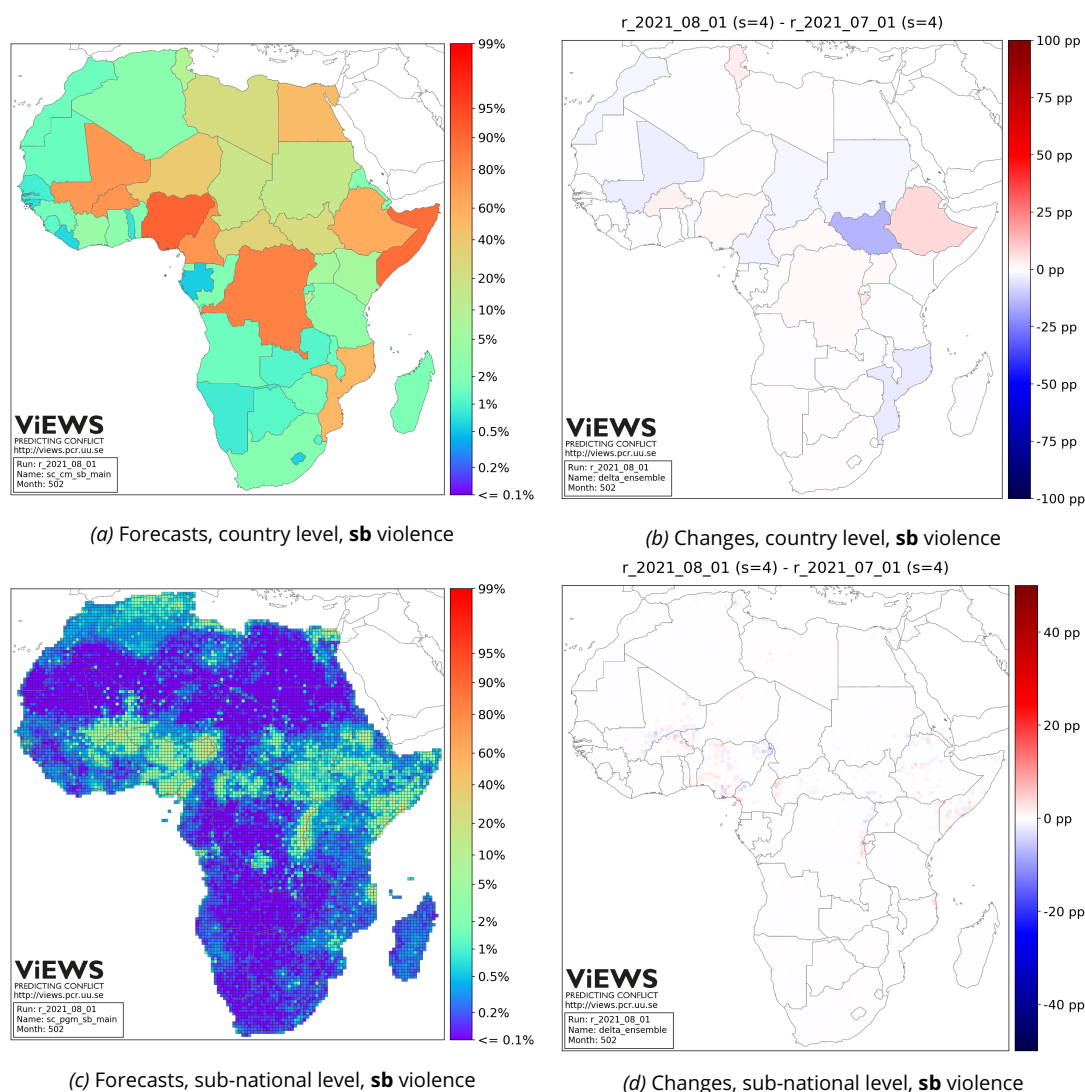 99%
95%
90%
80%
60%
40%
20%
10%
5%
2%
1%
0.5%
0.2%
<= 0.1%
ViEWS
PREDICTING CONFLICT
http://views.pcr.uu.se
Run: r_2021_08_01
Name: sc_cm_sb_main
Month: 502
(a) Forecasts, country level, sb violence
r_2021_08_01 (s=4) - r_2021_07_01 (s=4)
100 pp
75 pp
50 pp
25 pp
0 pp
-25 pp
-50 pp
-75 pp
-100 pp
ViEWS
PREDICTING CONFLICT
http://views.pcr.uu.se
Run: r_2021_08_01
Name: delta_ensemble
Month: 502
(b) Changes, country level, sb violence
99%
95%
90%
80%
60%
40%
20%
10%
5%
2%
1%
0.5%
0.2%
<= 0.1%
ViEWS
PREDICTING CONFLICT
http://views.pcr.uu.se
Run: r_2021_08_01
Name: sc_pgm_sb_main
Month: 502
(c) Forecasts, sub-national level, sb violence
r_2021_08_01 (s=4) - r_2021_07_01 (s=4)
40 pp
20 pp
0 pp
-20 pp
-40 pp
ViEWS
PREDICTING CONFLICT
http://views.pcr.uu.se
Run: r_2021_08_01
Name: delta_ensemble
Month: 502
(d) Changes, sub-national level, sb violence